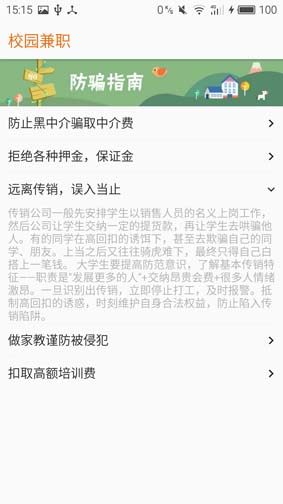 15:15
0 %
4G
100
校园兼职
GO
防骗指南
防止黑中介骗取中介费
拒绝各种押金，保证金
远离传销，误入当止
传销公司一般先安排学生以销售人员的名义上岗工作，
然后公司让学生交纳一定的提货款，再让学生去哄骗他
人。有的同学在高回扣的诱饵下，甚至去欺骗自己的同
学、朋友。上当之后又往往骑虎难下，最终只得自己白
搭上一笔钱。 大学生要提高防范意识，了解基本传销特
征——职责是“发展更多的人”+交纳昂贵会费+很多人情绪
激昂。一旦识别出传销，立即停止打工，及时报警。抵
制高回扣的诱惑，时刻维护自身合法权益，防止陷入传
销陷阱。
做家教谨防被侵犯
扣取高额培训费